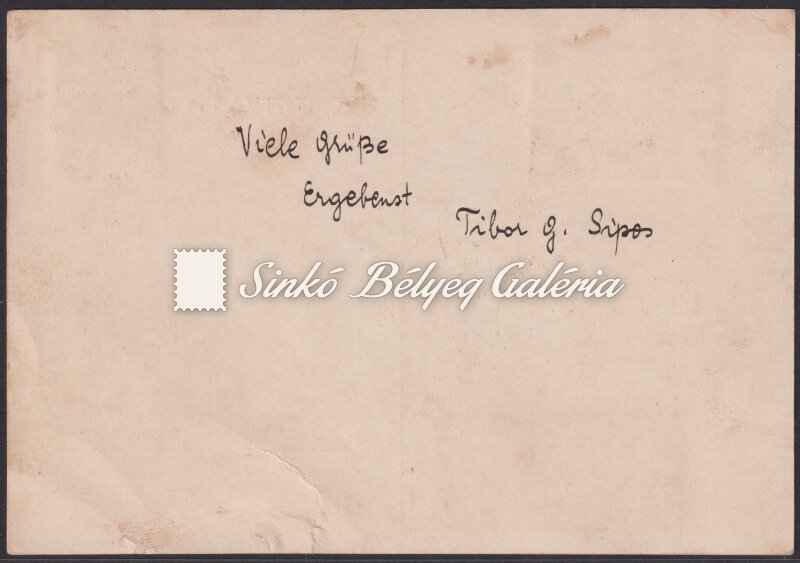 Viele Grüße
Ergebenst
Tibor G. Sipos
Sinkó Bélyeg Galéria